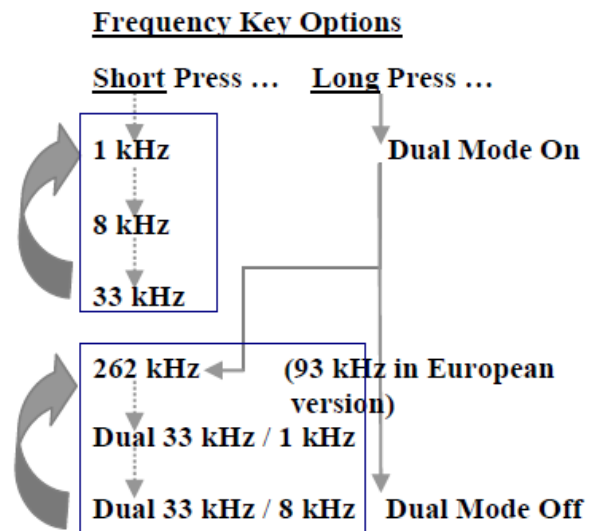 Frequency Key Options
Short Press … Long Press …
1 kHz Dual Mode On
8 kHz
33 kHz
262 kHz (93 kHz in European
version)
Dual 33 kHz / 1 kHz
Dual 33 kHz / 8 kHz Dual Mode Off